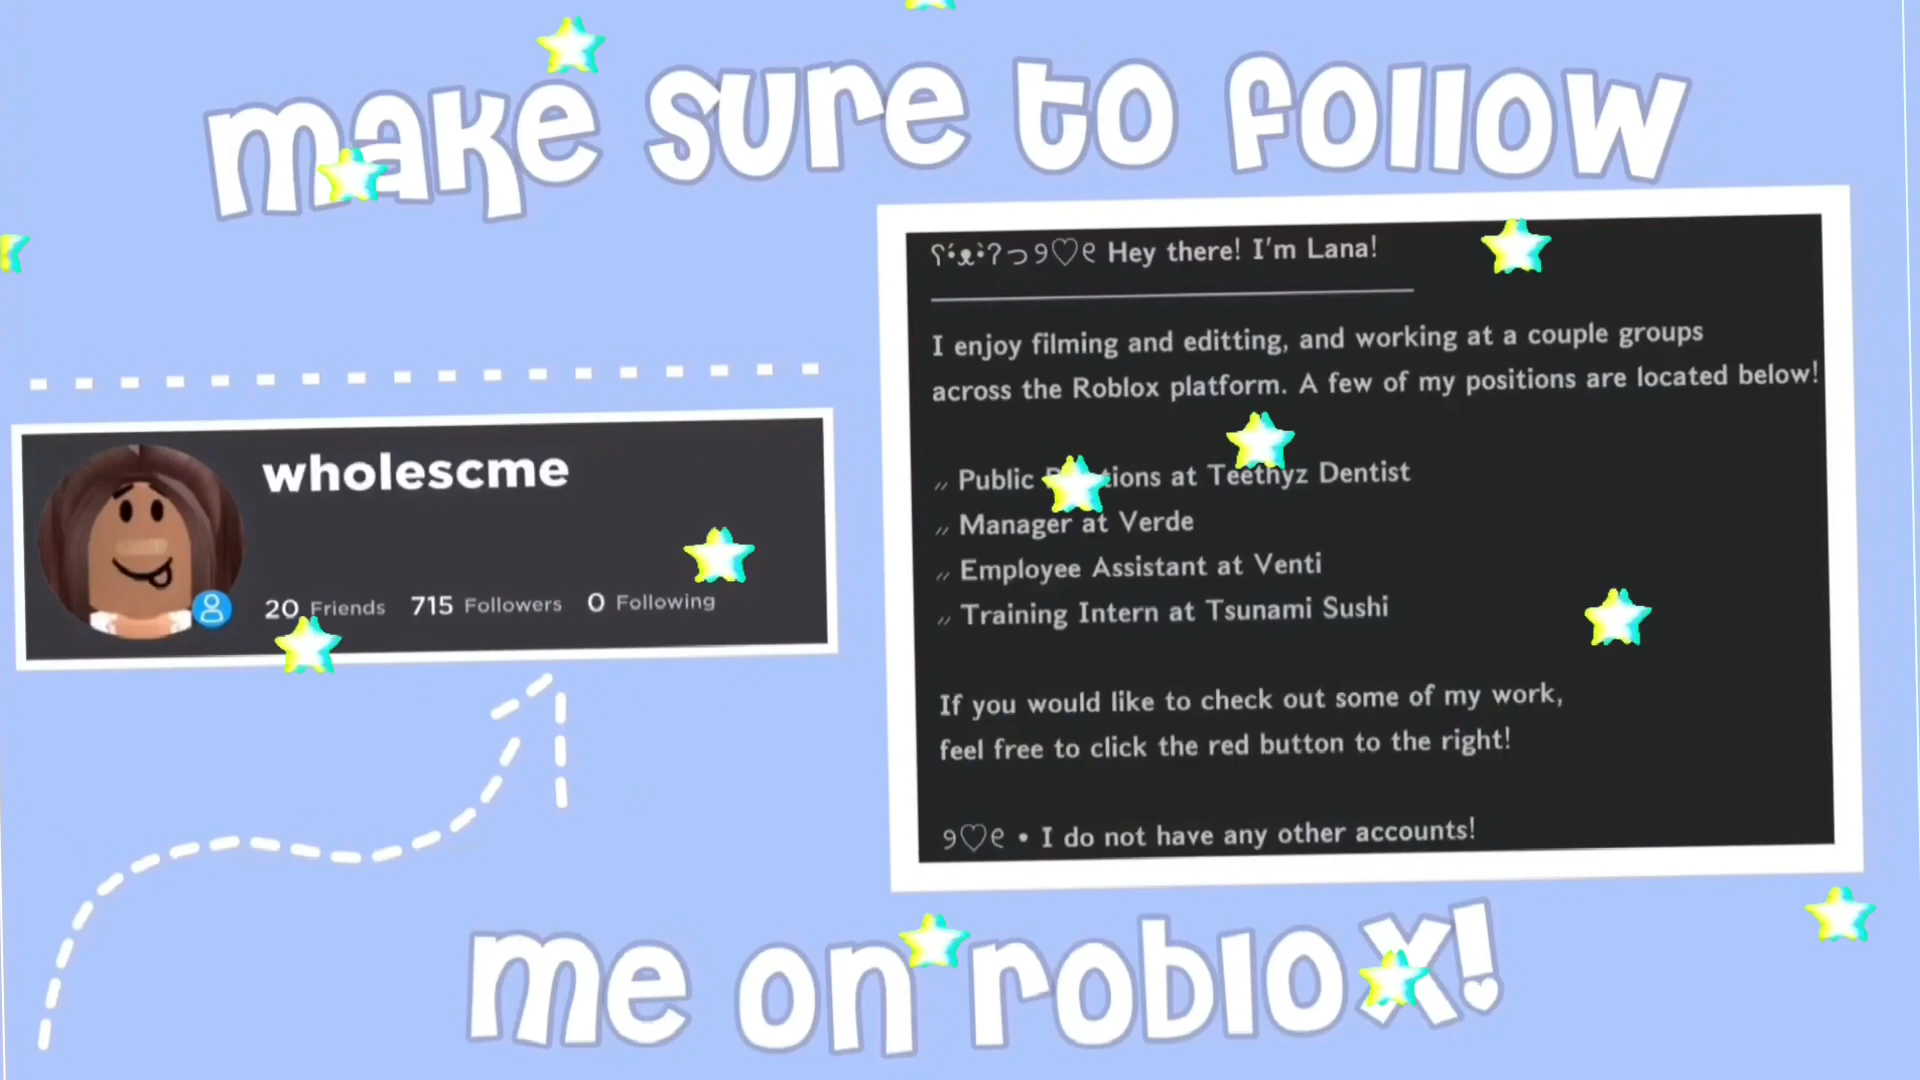 make sure to follow
wholescme
20 Friends 715 Followers 0 Following
ʕ•́ᴥ•̀ʔっ୨♡୧ Hey there! I'm Lana!
I enjoy filming and editting, and working at a couple groups
across the Roblox platform. A few of my positions are located below!
〃 Public at Teethyz Dentist
〃 Manager at Verde
〃 Employee Assistant at Venti
〃 Training Intern at Tsunami Sushi
If you would like to check out some of my work,
feel free to click the red button to the right!
୨♡୧ • I do not have any other accounts!
me on roblox!